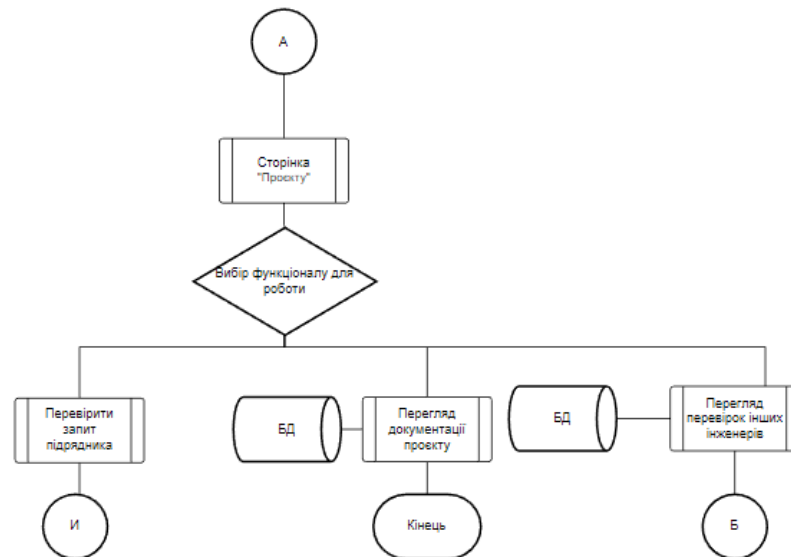 А
Сторінка
"Проєкту"
Вибір функціоналу для
роботи
Перевірити
запит
підрядника
БД
Перегляд
документації
проєкту
БД
Перегляд
перевірок інших
інженерів
И
Кінець
Б